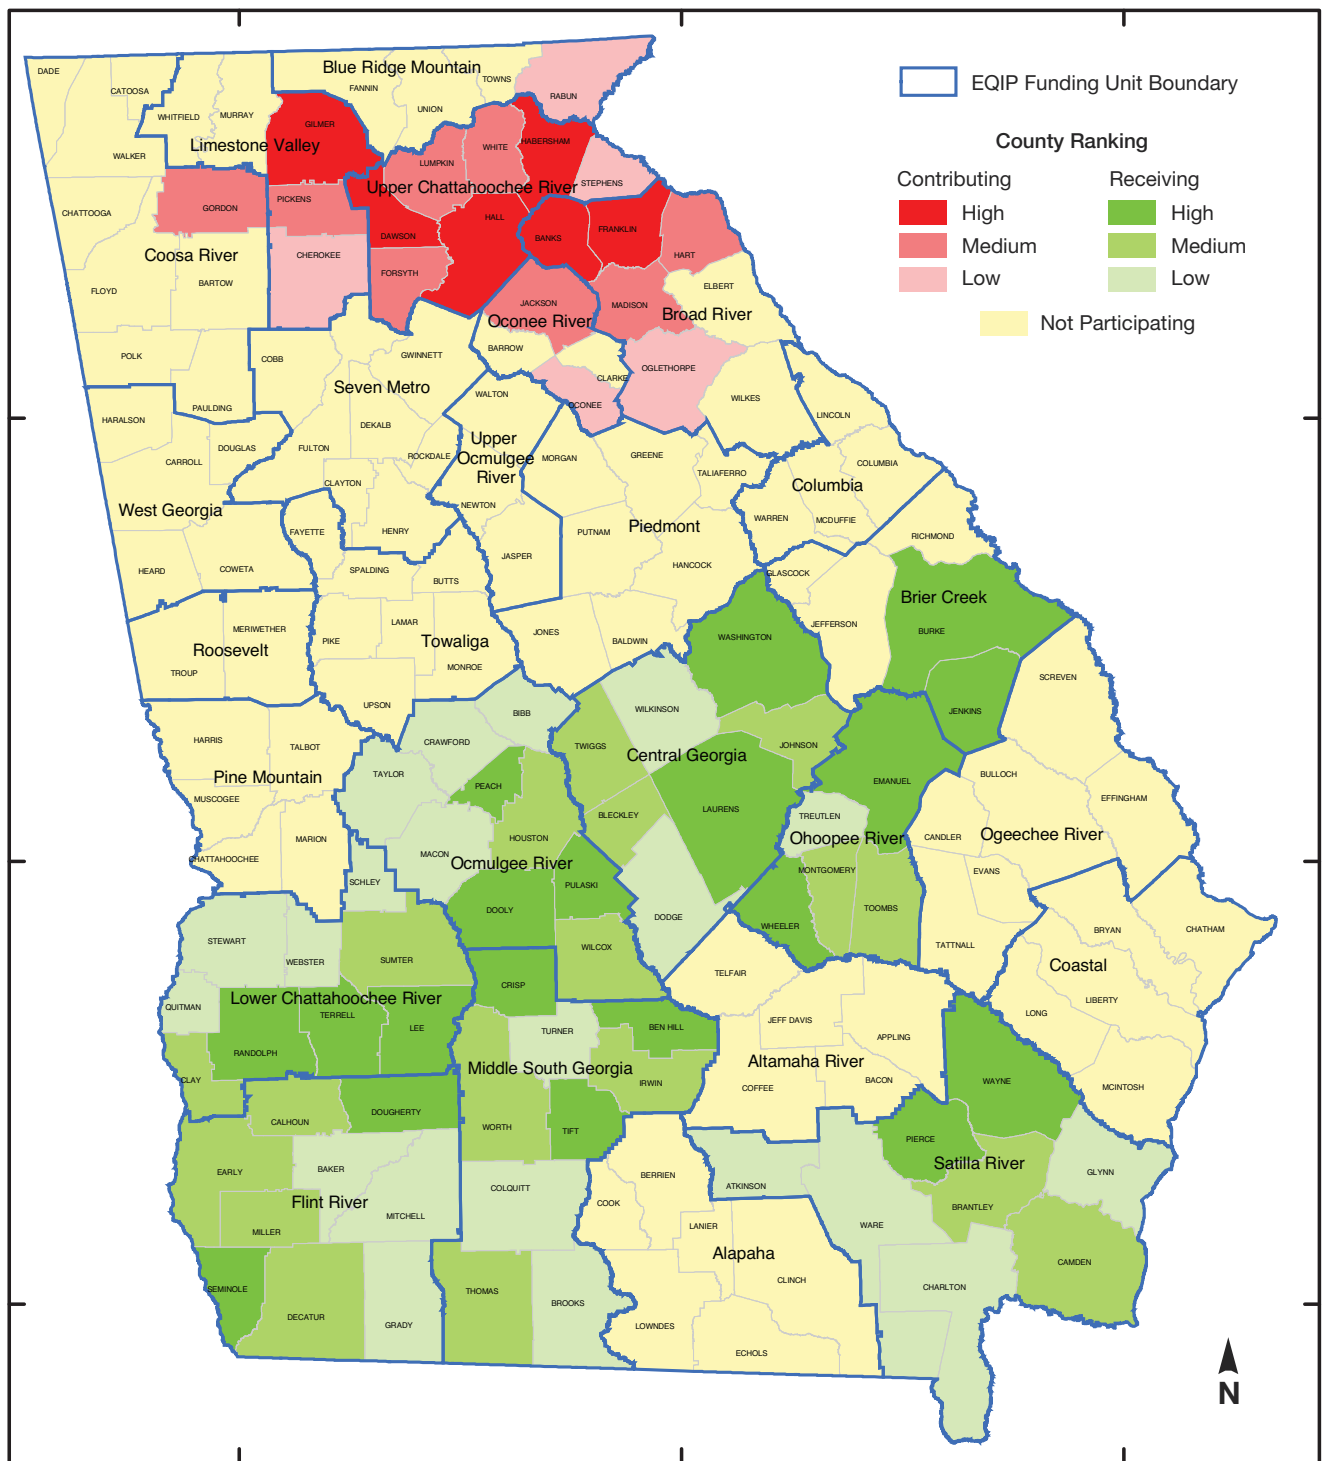 EQIP Funding Unit Boundary
County Ranking
Contributing
Receiving
High
High
Medium
Medium
Low
Low
Not Participating
DADE
CATOOSA
WHITFIELD
MURRAY
WALKER
Limestone Valley
Blue Ridge Mountain
FANNIN
TOWNS
UNION
RABUN
GILMER
LUMPKIN
WHITE
HABERSHAM
STEPHENS
Upper Chattahoochee River
CHATTOOGA
GORDON
PICKENS
DAWSON
HALL
BANKS
FRANKLIN
HART
Coosa River
CHEROKEE
FORSYTH
FLOYD
BARTOW
JACKSON
MADISON
ELBERT
Oconee River
Broad River
POLK
PAULDING
COBB
GWINNETT
BARROW
CLARKE
OGLETHORPE
OCONEE
Seven Metro
WALTON
WILKES
LINCOLN
HARALSON
CARROLL
DOUGLAS
FULTON
DEKALB
ROCKDALE
CLAYTON
Upper
Ocmulgee
River
MORGAN
GREENE
TALIAFERRO
COLUMBIA
Columbia
West Georgia
NEWTON
FAYETTE
HENRY
PUTNAM
Piedmont
WARREN
MCDUFFIE
RICHMOND
HEARD
COWETA
SPALDING
BUTTS
JASPER
HANCOCK
GLASCOCK
Brier Creek
MERIWETHER
Roosevelt
TROUP
PIKE
LAMAR
Towaliga
MONROE
JONES
BALDWIN
WASHINGTON
JEFFERSON
BURKE
SCREVEN
UPSON
BIBB
WILKINSON
JENKINS
HARRIS
TALBOT
CRAWFORD
TWIGGS
Central Georgia
JOHNSON
Pine Mountain
TAYLOR
PEACH
EMANUEL
BULLOCH
EFFINGHAM
MUSCOGEE
MARION
CHATTAHOOCHEE
MACON
HOUSTON
BLECKLEY
LAURENS
TREUTLEN
Ohoopee River
CANDLER
Ogeechee River
Ocmulgee River
SCHLEY
DOOLY
PULASKI
DODGE
MONTGOMERY
TOOMBS
WHEELER
EVANS
TATTNALL
BRYAN
CHATHAM
STEWART
WEBSTER
SUMTER
WILCOX
TELFAIR
Coastal
LIBERTY
LONG
QUITMAN
Lower Chattahoochee River
TERRELL
LEE
CRISP
RANDOLPH
TURNER
BEN HILL
JEFF DAVIS
APPLING
Middle South Georgia
Altamaha River
IRWIN
COFFEE
BACON
WAYNE
MCINTOSH
CLAY
CALHOUN
DOUGHERTY
WORTH
TIFT
PIERCE
Satilla River
EARLY
BAKER
Flint River
MITCHELL
MILLER
COLQUITT
BERRIEN
COOK
ATKINSON
GLYNN
BRANTLEY
LANIER
WARE
Alapaha
CLINCH
CAMDEN
CHARLTON
SEMINOLE
DECATUR
GRADY
THOMAS
BROOKS
LOWNDES
ECHOLS
N